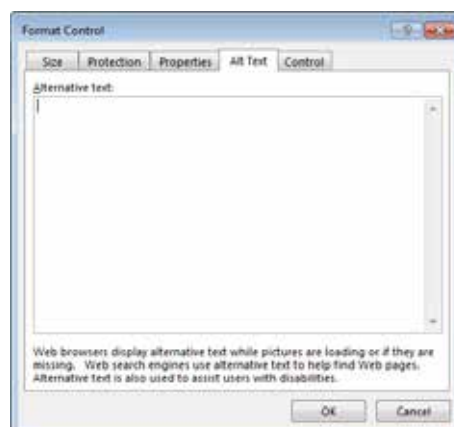 Format Control
Size Protection Properties Alt Text Control
Alternative text:
Web browsers display alternative text while pictures are loading or if they are
missing. Web search engines use alternative text to help find Web pages.
Alternative text is also used to assist users with disabilities.
OK Cancel